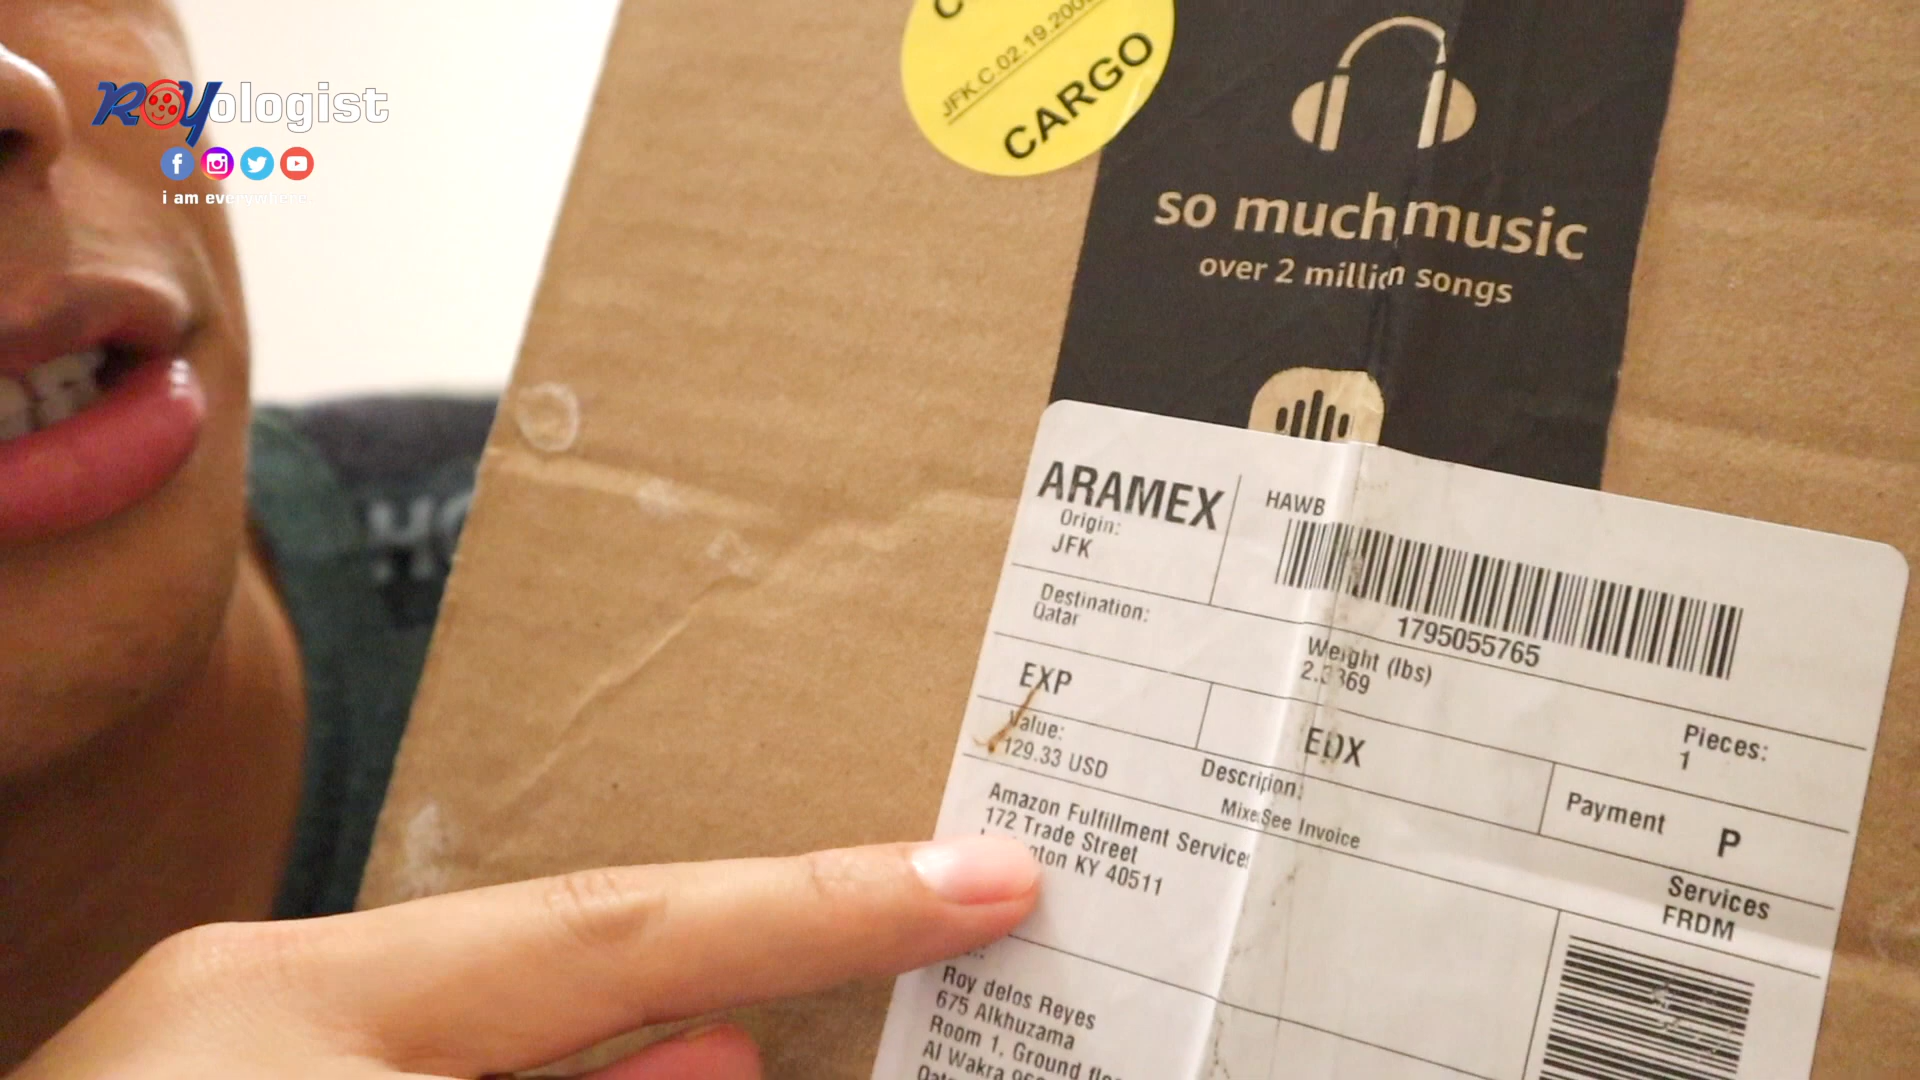 ROYologist
i am everywhere
JFK.C.02.19.200
CARGO
so muchmusic
over 2 million songs
ARAMEX
Origin:
JFK
HAWB
1795055765
Destination:
Qatar
Weight (lbs)
EXP
EDX
Pieces:
1
Value:
129.33 USD
Description:
Mixe See Invoice
Payment
P
Amazon Fulfillment Services
172 Trade Street
KY 40511
Services
FRDM
Roy delos Reyes
675 Alkhuzama
Room 1, Ground
Al Wakra